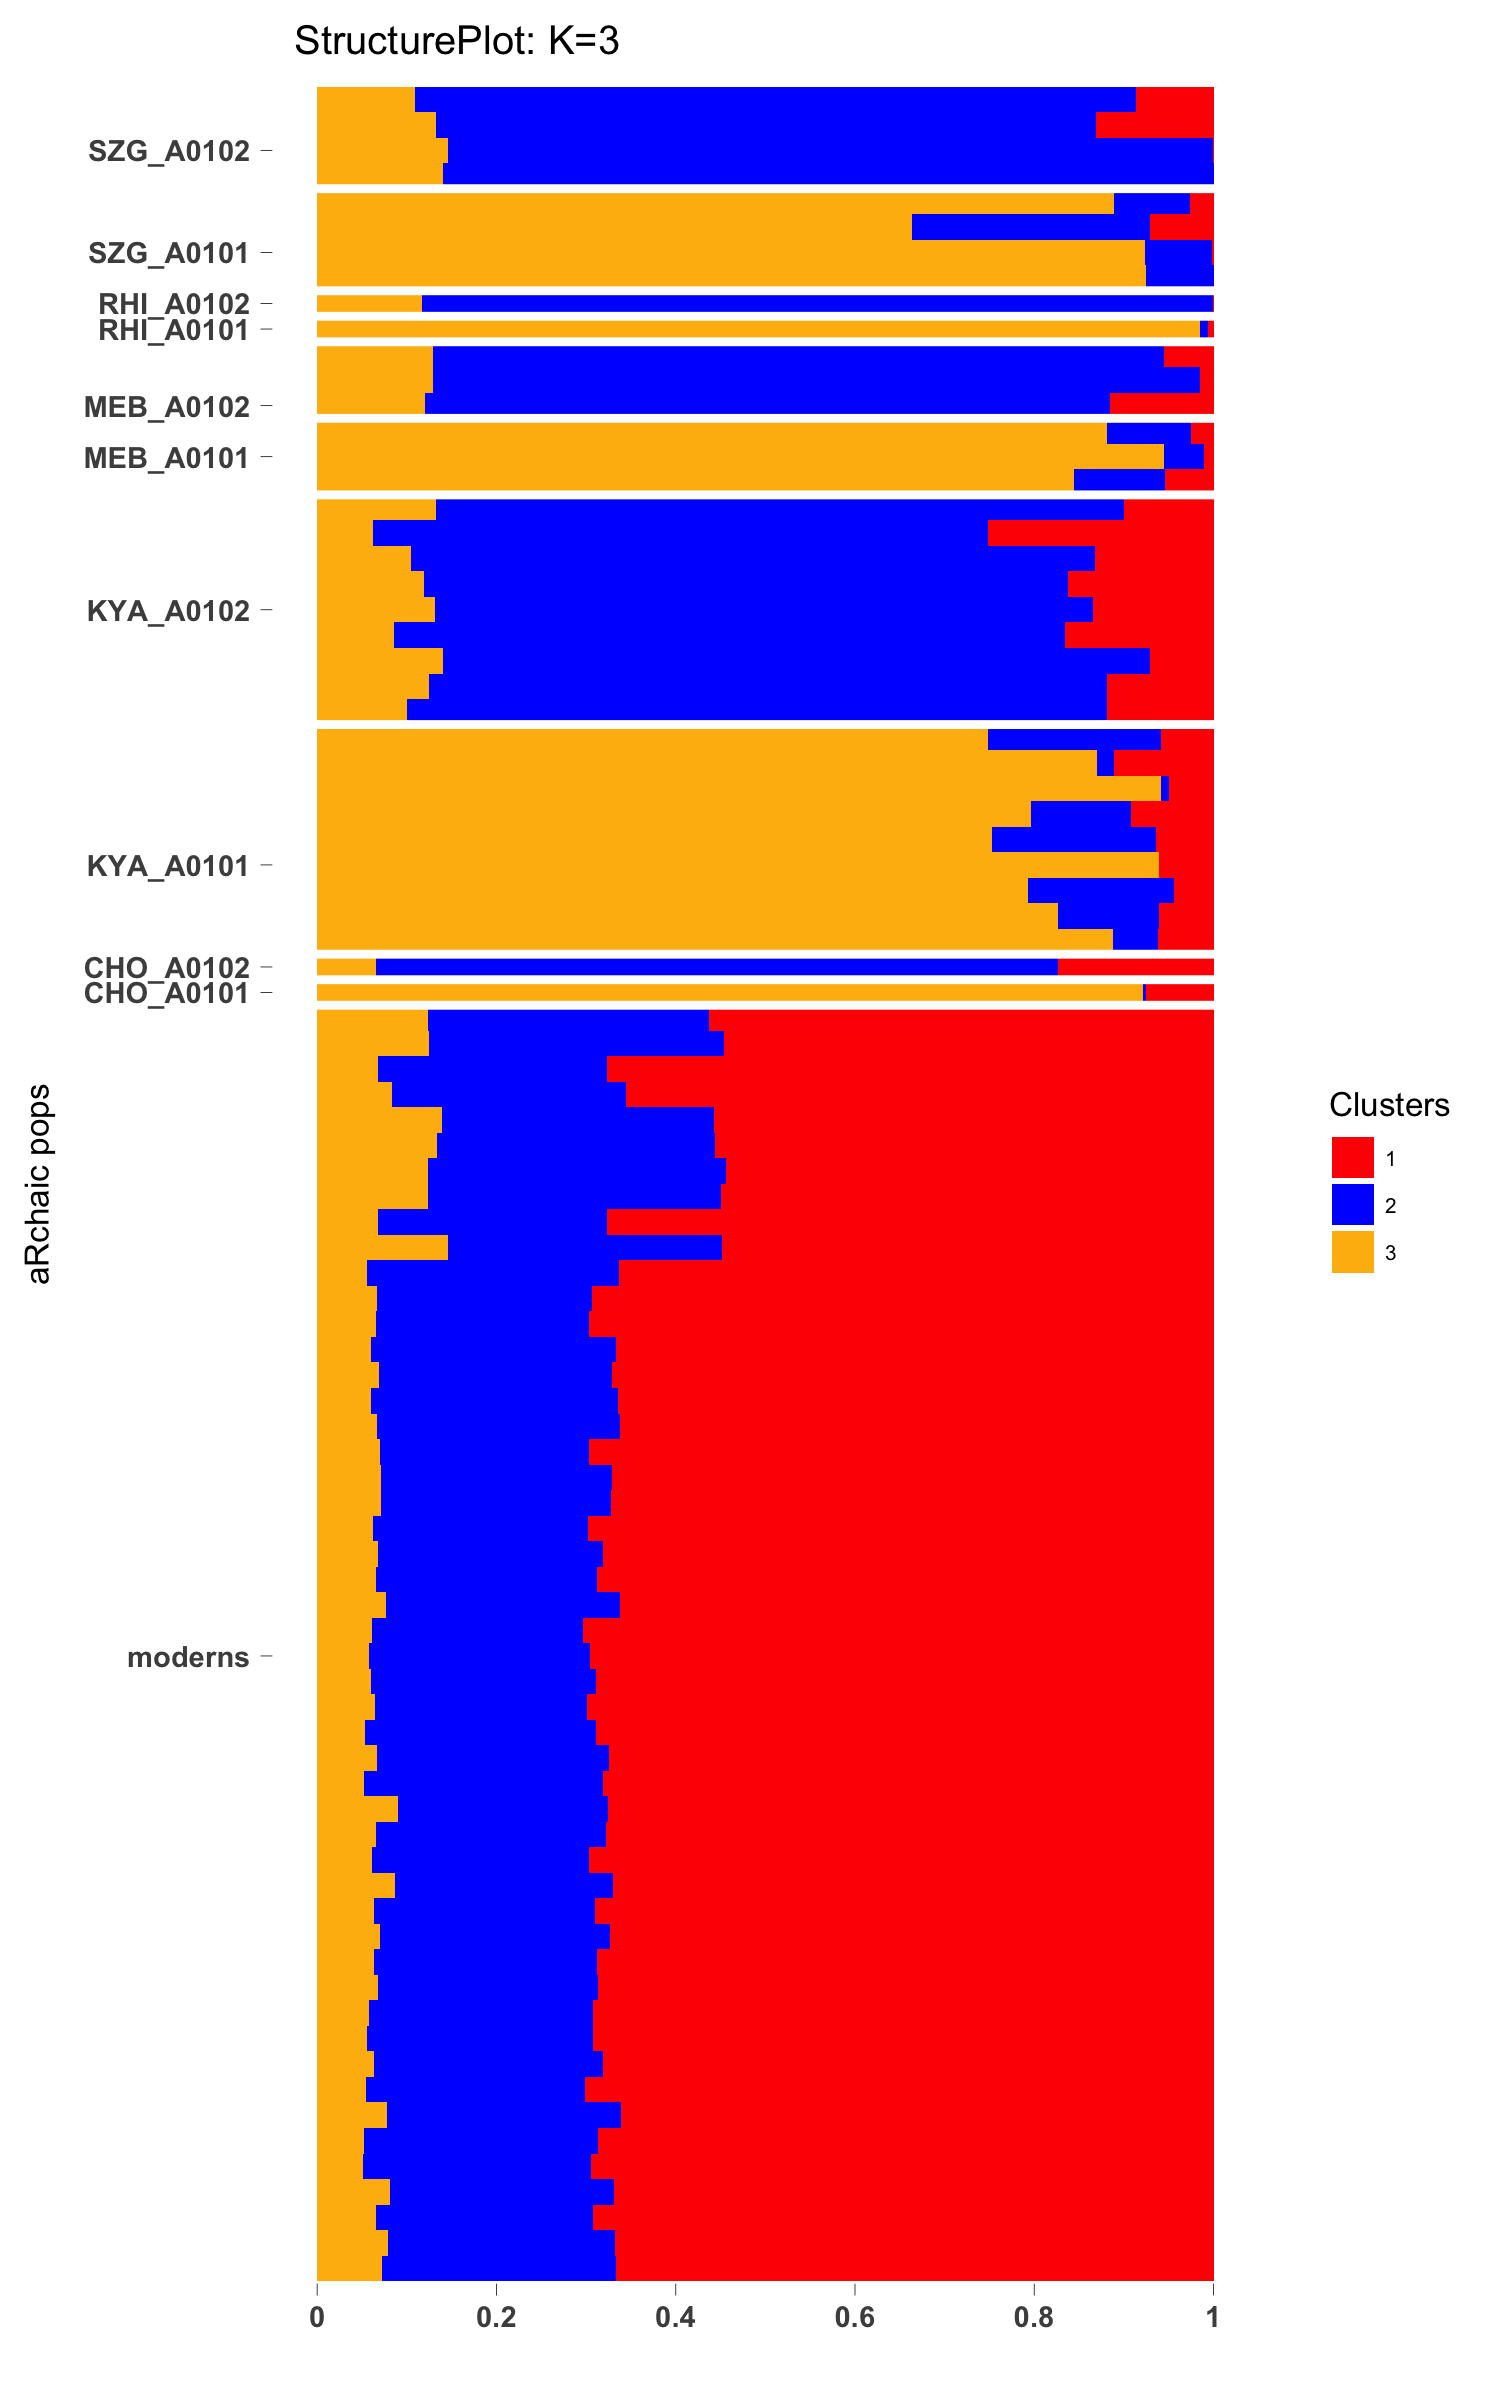 StructurePlot: K=3
SZG_A0102
SZG_A0101
RHI_A0102
RHI_A0101
MEB_A0102
MEB_A0101
KYA_A0102
KYA_A0101
CHO_A0102
CHO_A0101
moderns
aRchaic pops
0 0.2 0.4 0.6 0.8 1
Clusters
1
2
3